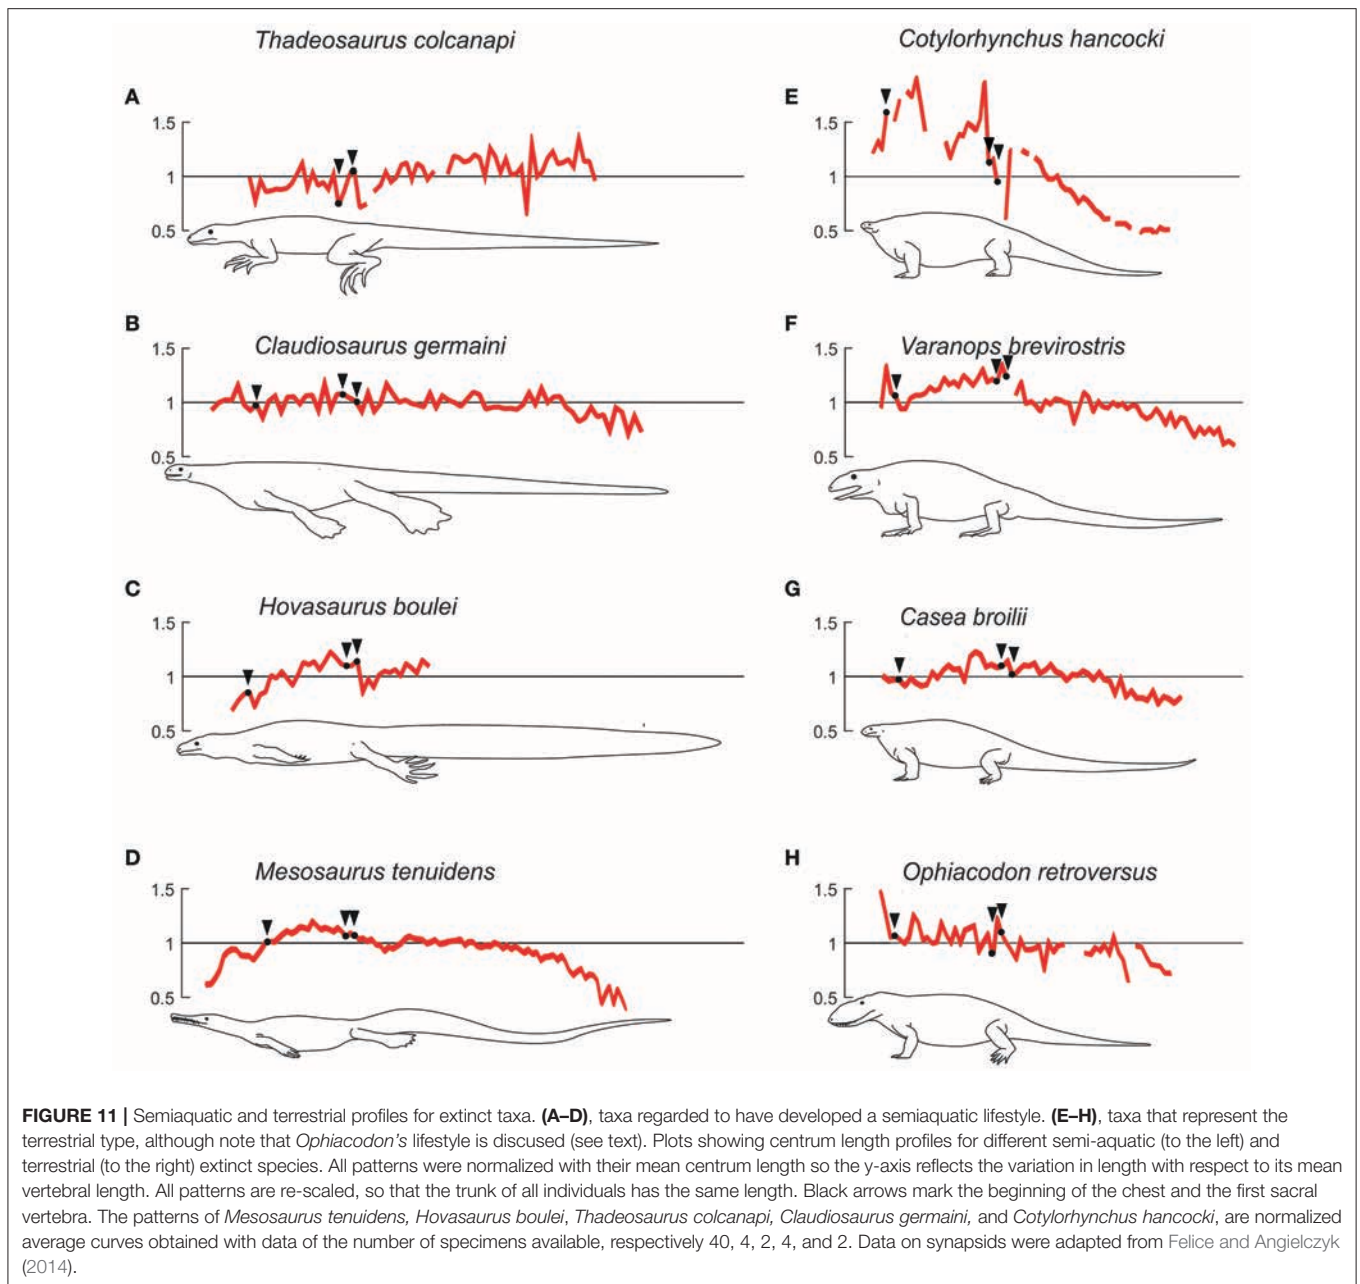 Thadeosaurus colcanapi
A
1.5
1
0.5
B
Claudiosaurus germaini
1.5
1
0.5
C
Hovasaurus boulei
1.5
1
0.5
D
Mesosaurus tenuidens
1.5
1
0.5
Cotylorhynchus hancocki
E
1.5
1
0.5
F
Varanops brevirostris
1.5
1
0.5
G
Casea broilii
1.5
1
0.5
H
Ophiacodon retroversus
1.5
1
0.5
FIGURE 11 | Semiaquatic and terrestrial profiles for extinct taxa. (A–D), taxa regarded to have developed a semiaquatic lifestyle. (E–H), taxa that represent the
terrestrial type, although note that Ophiacodon's lifestyle is discused (see text). Plots showing centrum length profiles for different semi-aquatic (to the left) and
terrestrial (to the right) extinct species. All patterns were normalized with their mean centrum length so the y-axis reflects the variation in length with respect to its mean
vertebral length. All patterns are re-scaled, so that the trunk of all individuals has the same length. Black arrows mark the beginning of the chest and the first sacral
vertebra. The patterns of Mesosaurus tenuidens, Hovasaurus boulei, Thadeosaurus colcanapi, Claudiosaurus germaini, and Cotylorhynchus hancocki, are normalized
average curves obtained with data of the number of specimens available, respectively 40, 4, 2, 4, and 2. Data on synapsids were adapted from Felice and Angielczyk
(2014).